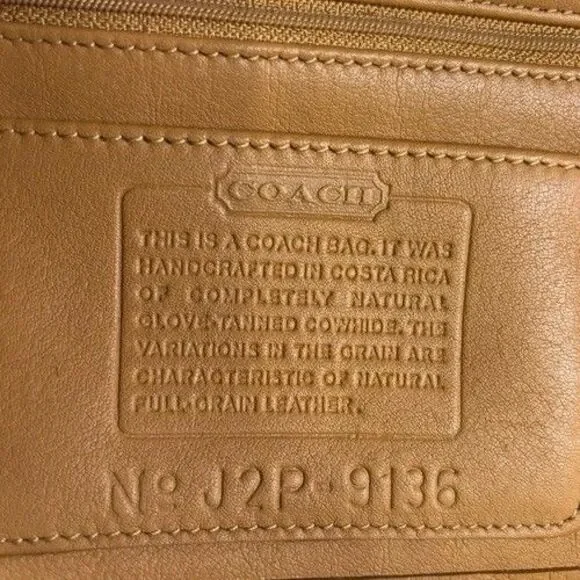 COACH
THIS IS A COACH BAG. IT WAS
HANDCRAFTED IN COSTA RICA
OF COMPLETELY NATURAL
GLOVE-TANNED COWHIDE. THE
VARIATIONS IN THE GRAIN ARE
CHARACTERISTIC OF NATURAL
FULL GRAIN LEATHER.
No J2P-9136